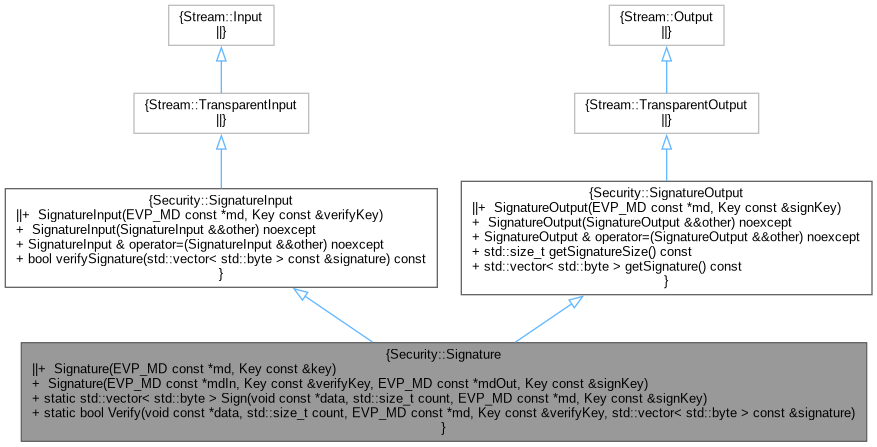 {Stream::Input
||}
{Stream::Output
||}
{Stream::TransparentInput
||}
{Stream::TransparentOutput
||}
{Security::SignatureInput
||+  SignatureInput(EVP_MD const *md, Key const &verifyKey)
+  SignatureInput(SignatureInput &&other) noexcept
+ SignatureInput & operator=(SignatureInput &&other) noexcept
+ bool verifySignature(std::vector< std::byte > const &signature) const
}
{Security::SignatureOutput
||+  SignatureOutput(EVP_MD const *md, Key const &signKey)
+  SignatureOutput(SignatureOutput &&other) noexcept
+ SignatureOutput & operator=(SignatureOutput &&other) noexcept
+ std::size_t getSignatureSize() const
+ std::vector< std::byte > getSignature() const
}
{Security::Signature
||+  Signature(EVP_MD const *md, Key const &key)
+  Signature(EVP_MD const *mdIn, Key const &verifyKey, EVP_MD const *mdOut, Key const &signKey)
+ static std::vector< std::byte > Sign(void const *data, std::size_t count, EVP_MD const *md, Key const &signKey)
+ static bool Verify(void const *data, std::size_t count, EVP_MD const *md, Key const &verifyKey, std::vector< std::byte > const &signature)
}